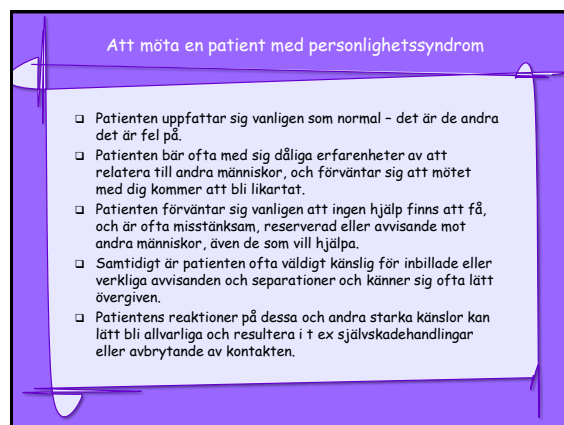 Att möta en patient med personlighetssyndrom
❑ Patienten uppfattar sig vanligen som normal – det är de andra
det är fel på.
❑ Patienten bär ofta med sig dåliga erfarenheter av att
relatera till andra människor, och förväntar sig att mötet
med dig kommer att bli likartat.
❑ Patienten förväntar sig vanligen att ingen hjälp finns att få,
och är ofta misstänksam, reserverad eller avvisande mot
andra människor, även de som vill hjälpa.
❑ Samtidigt är patienten ofta väldigt känslig för inbillade eller
verkliga avvisanden och separationer och känner sig ofta lätt
övergiven.
❑ Patientens reaktioner på dessa och andra starka känslor kan
lätt bli allvarliga och resultera i t ex självskadehandlingar
eller avbrytande av kontakten.